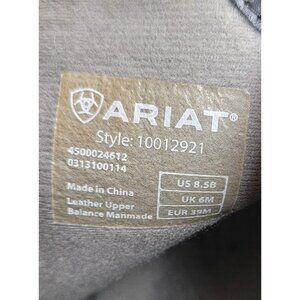 ARIAT®
Style: 10012921
4500024612
0313100114
Made in China
Leather Upper
Balance Manmade
US 8.5B
UK 6M
EUR 39M